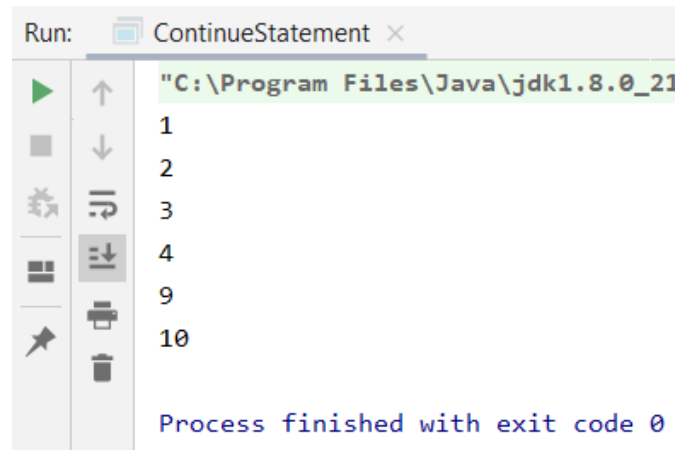 Run: ContinueStatement
"C:\Program Files\Java\jdk1.8.0_21
1
2
3
4
9
10
Process finished with exit code 0